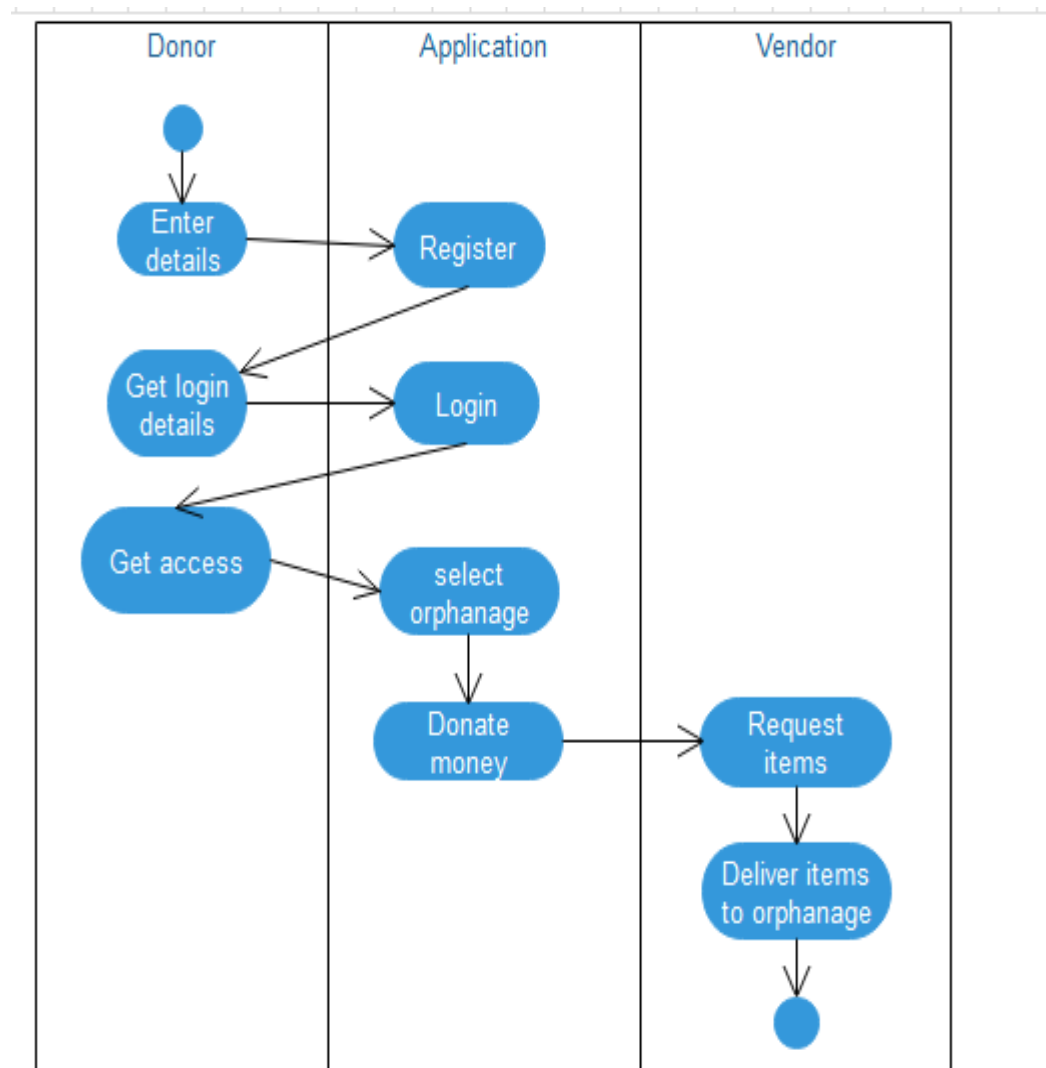 Donor
Application
Vendor
Enter
details
Register
Get login
details
Login
Get access
select
orphanage
Donate
money
Request
items
Deliver items
to orphanage